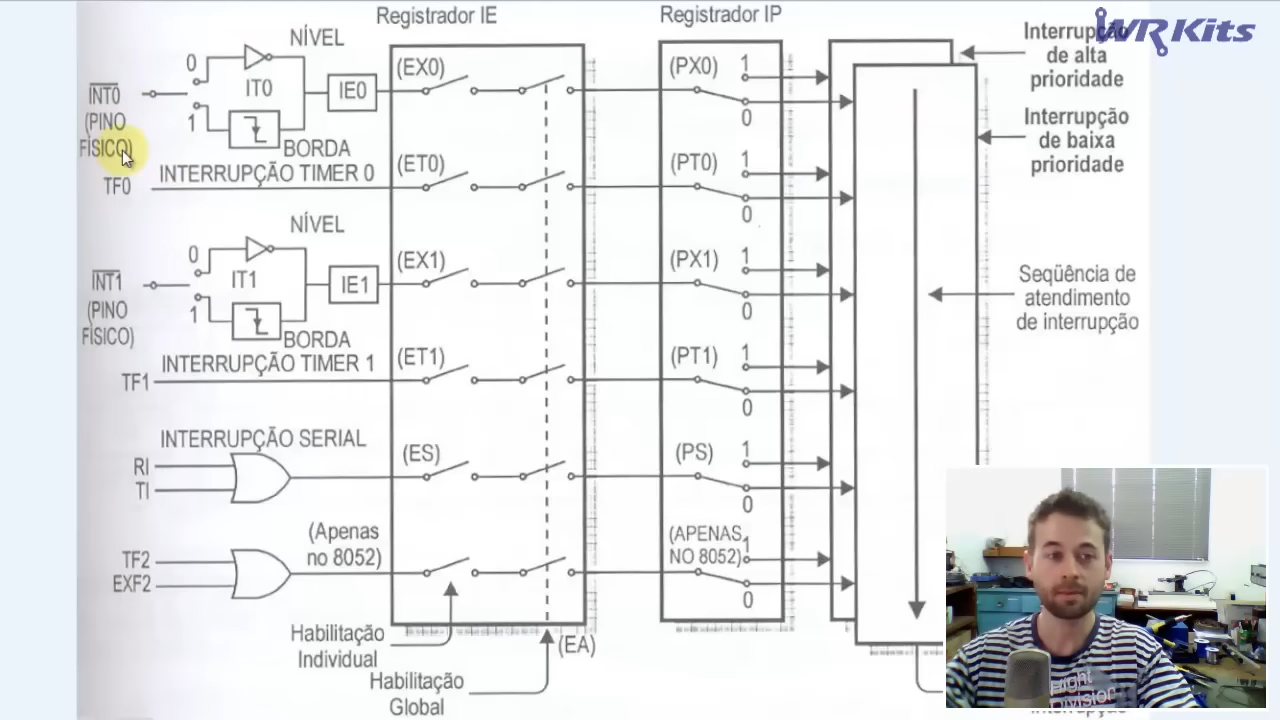 Registrador IE
Registrador IP
WR Kits
Interrupção
de alta
prioridade
Interrupção
de baixa
prioridade
Seqüência de
atendimento
de interrupção
NÍVEL
0
IT0
IE0
INT0
(PINO
FÍSICO)
1
BORDA
INTERRUPÇÃO TIMER 0
TF0
NÍVEL
0
IT1
IE1
INT1
(PINO
FÍSICO)
1
BORDA
INTERRUPÇÃO TIMER 1
TF1
INTERRUPÇÃO SERIAL
RI
TI
(Apenas
no 8052)
TF2
EXF2
(EX0)
(ET0)
(EX1)
(ET1)
(ES)
Habilitação
Individual
(EA)
Habilitação
Global
(PX0)
1
0
(PT0)
1
0
(PX1)
1
0
(PT1)
1
0
(PS)
1
0
(APENAS
NO 8052)
1
0
Flight
Division